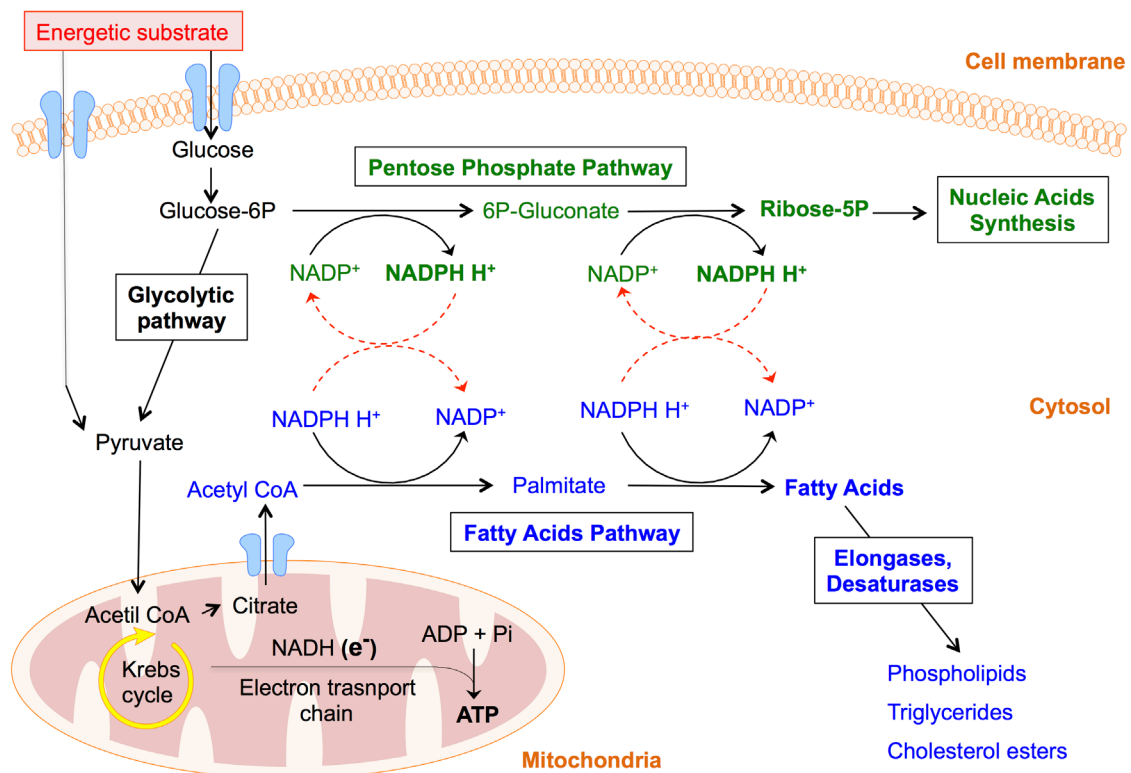 Energetic substrate
Cell membrane
Glucose
Pentose Phosphate Pathway
Glucose-6P
6P-Gluconate
Ribose-5P
Nucleic Acids
Synthesis
NADP⁺
NADPH H⁺
NADP⁺
NADPH H⁺
Glycolytic
pathway
NADPH H⁺
NADP⁺
NADPH H⁺
NADP⁺
Cytosol
Pyruvate
Acetyl CoA
Palmitate
Fatty Acids
Fatty Acids Pathway
Elongases,
Desaturases
Acetil CoA
Citrate
Krebs
cycle
NADH (e⁻)
ADP + Pi
Electron trasnport
chain
ATP
Mitochondria
Phospholipids
Triglycerides
Cholesterol esters